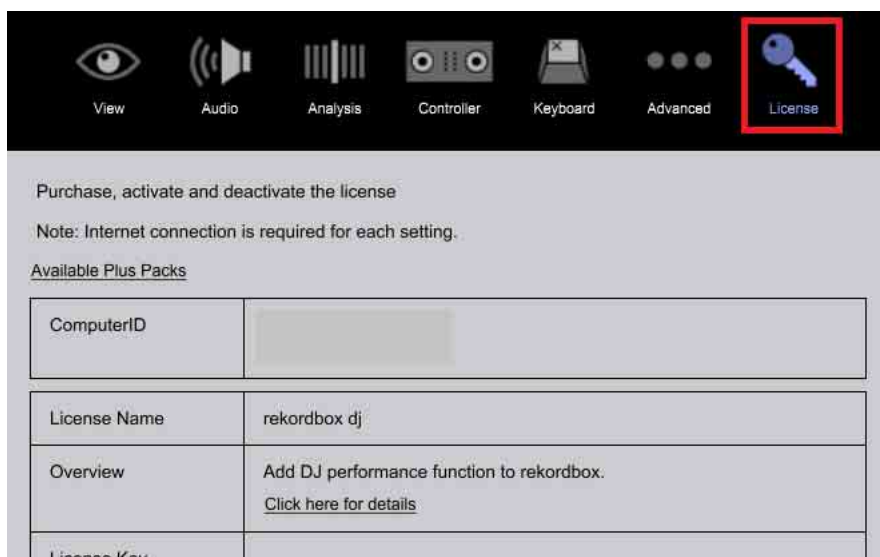 View Audio Analysis Controller Keyboard Advanced License
Purchase, activate and deactivate the license
Note: Internet connection is required for each setting.
Available Plus Packs
ComputerID
License Name rekordbox dj
Overview Add DJ performance function to rekordbox.
Click here for details
License Key